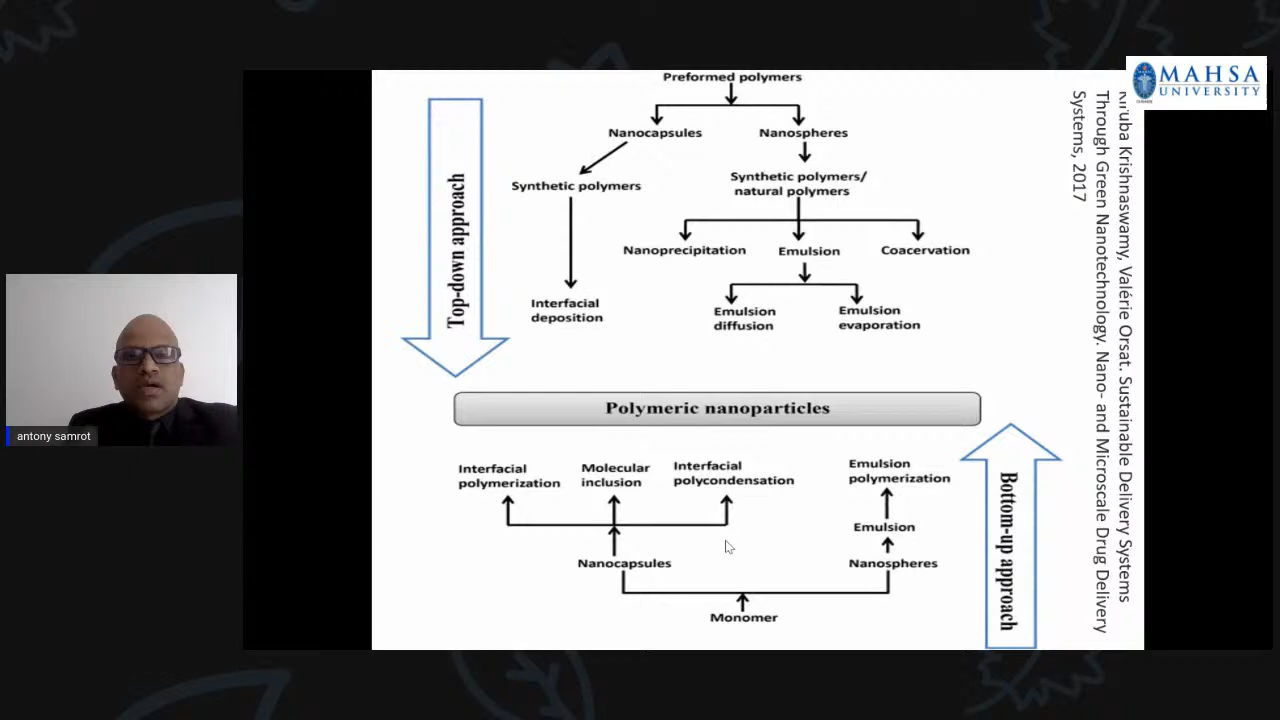 MAHSA
UNIVERSITY
Preformed polymers
Nanocapsules
Nanospheres
Synthetic polymers
Synthetic polymers/
natural polymers
Nanoprecipitation
Emulsion
Coacervation
Interfacial
deposition
Emulsion
diffusion
Emulsion
evaporation
Top-down approach
Polymeric nanoparticles
Interfacial
polymerization
Molecular
inclusion
Interfacial
polycondensation
Emulsion
polymerization
Emulsion
Nanocapsules
Nanospheres
Monomer
Bottom-up approach
Krishnaswamy, Valérie Orsat. Sustainable Delivery Systems
Through Green Nanotechnology. Nano- and Microscale Drug Delivery
Systems, 2017
antony samrot